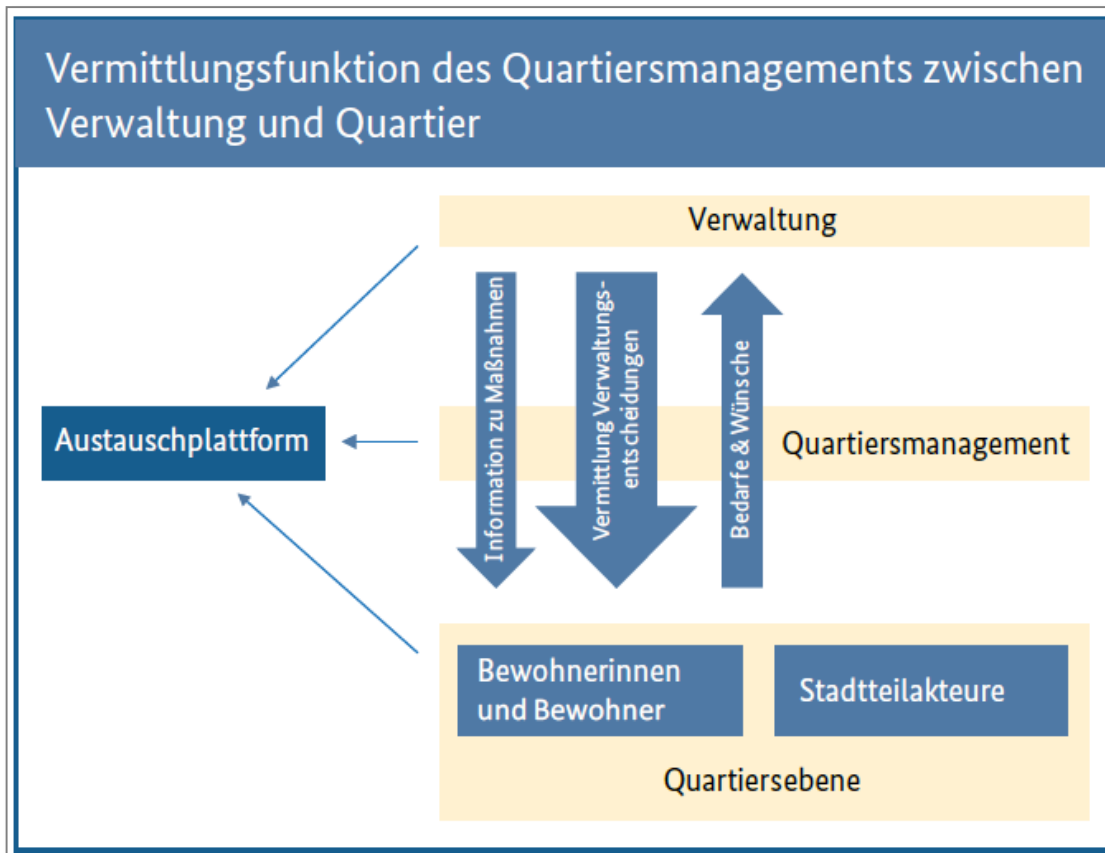 Vermittlungsfunktion des Quartiersmanagements zwischen
Verwaltung und Quartier
Verwaltung
Information zu Maßnahmen
Vermittlung Verwaltungs-
entscheidungen
Bedarfe & Wünsche
Austauschplattform
Quartiersmanagement
Bewohnerinnen
und Bewohner
Stadtteilakteure
Quartiersebene